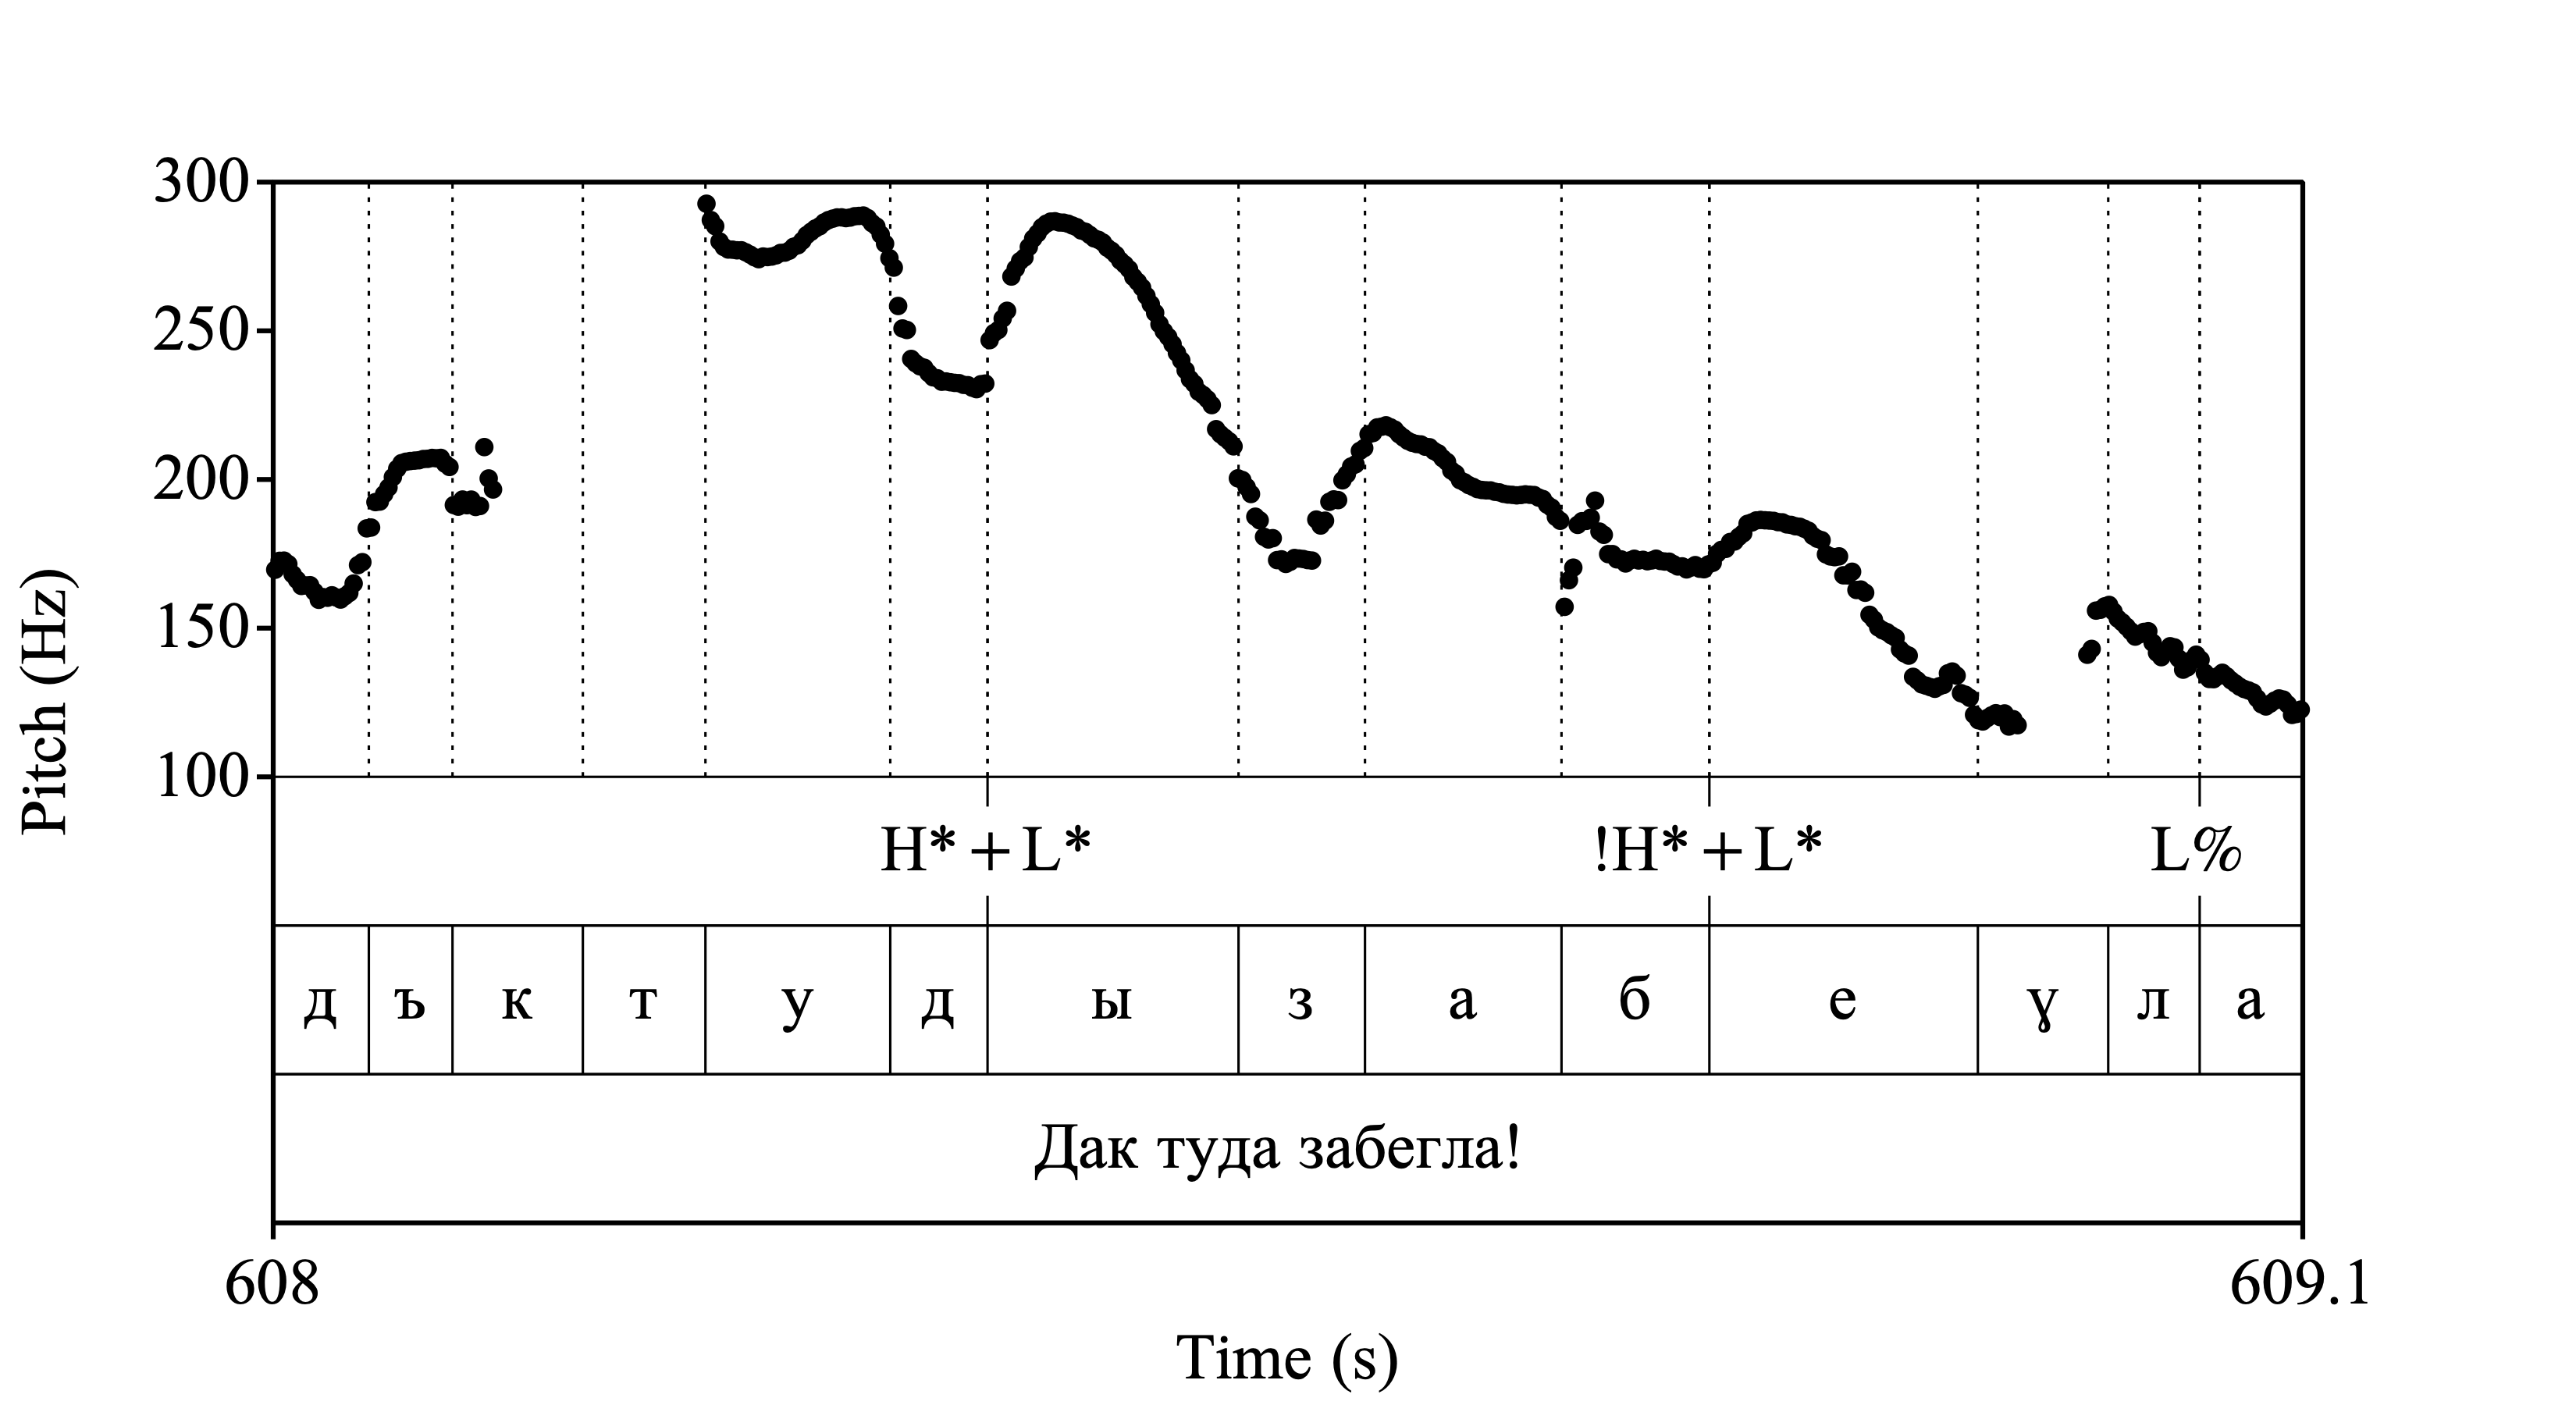 300
250
200
150
100
Pitch (Hz)
H*+L* !H*+L* L%
д ъ к т у д ы з а б е ɣ л а
Дак туда забегла!
608 609.1
Time (s)